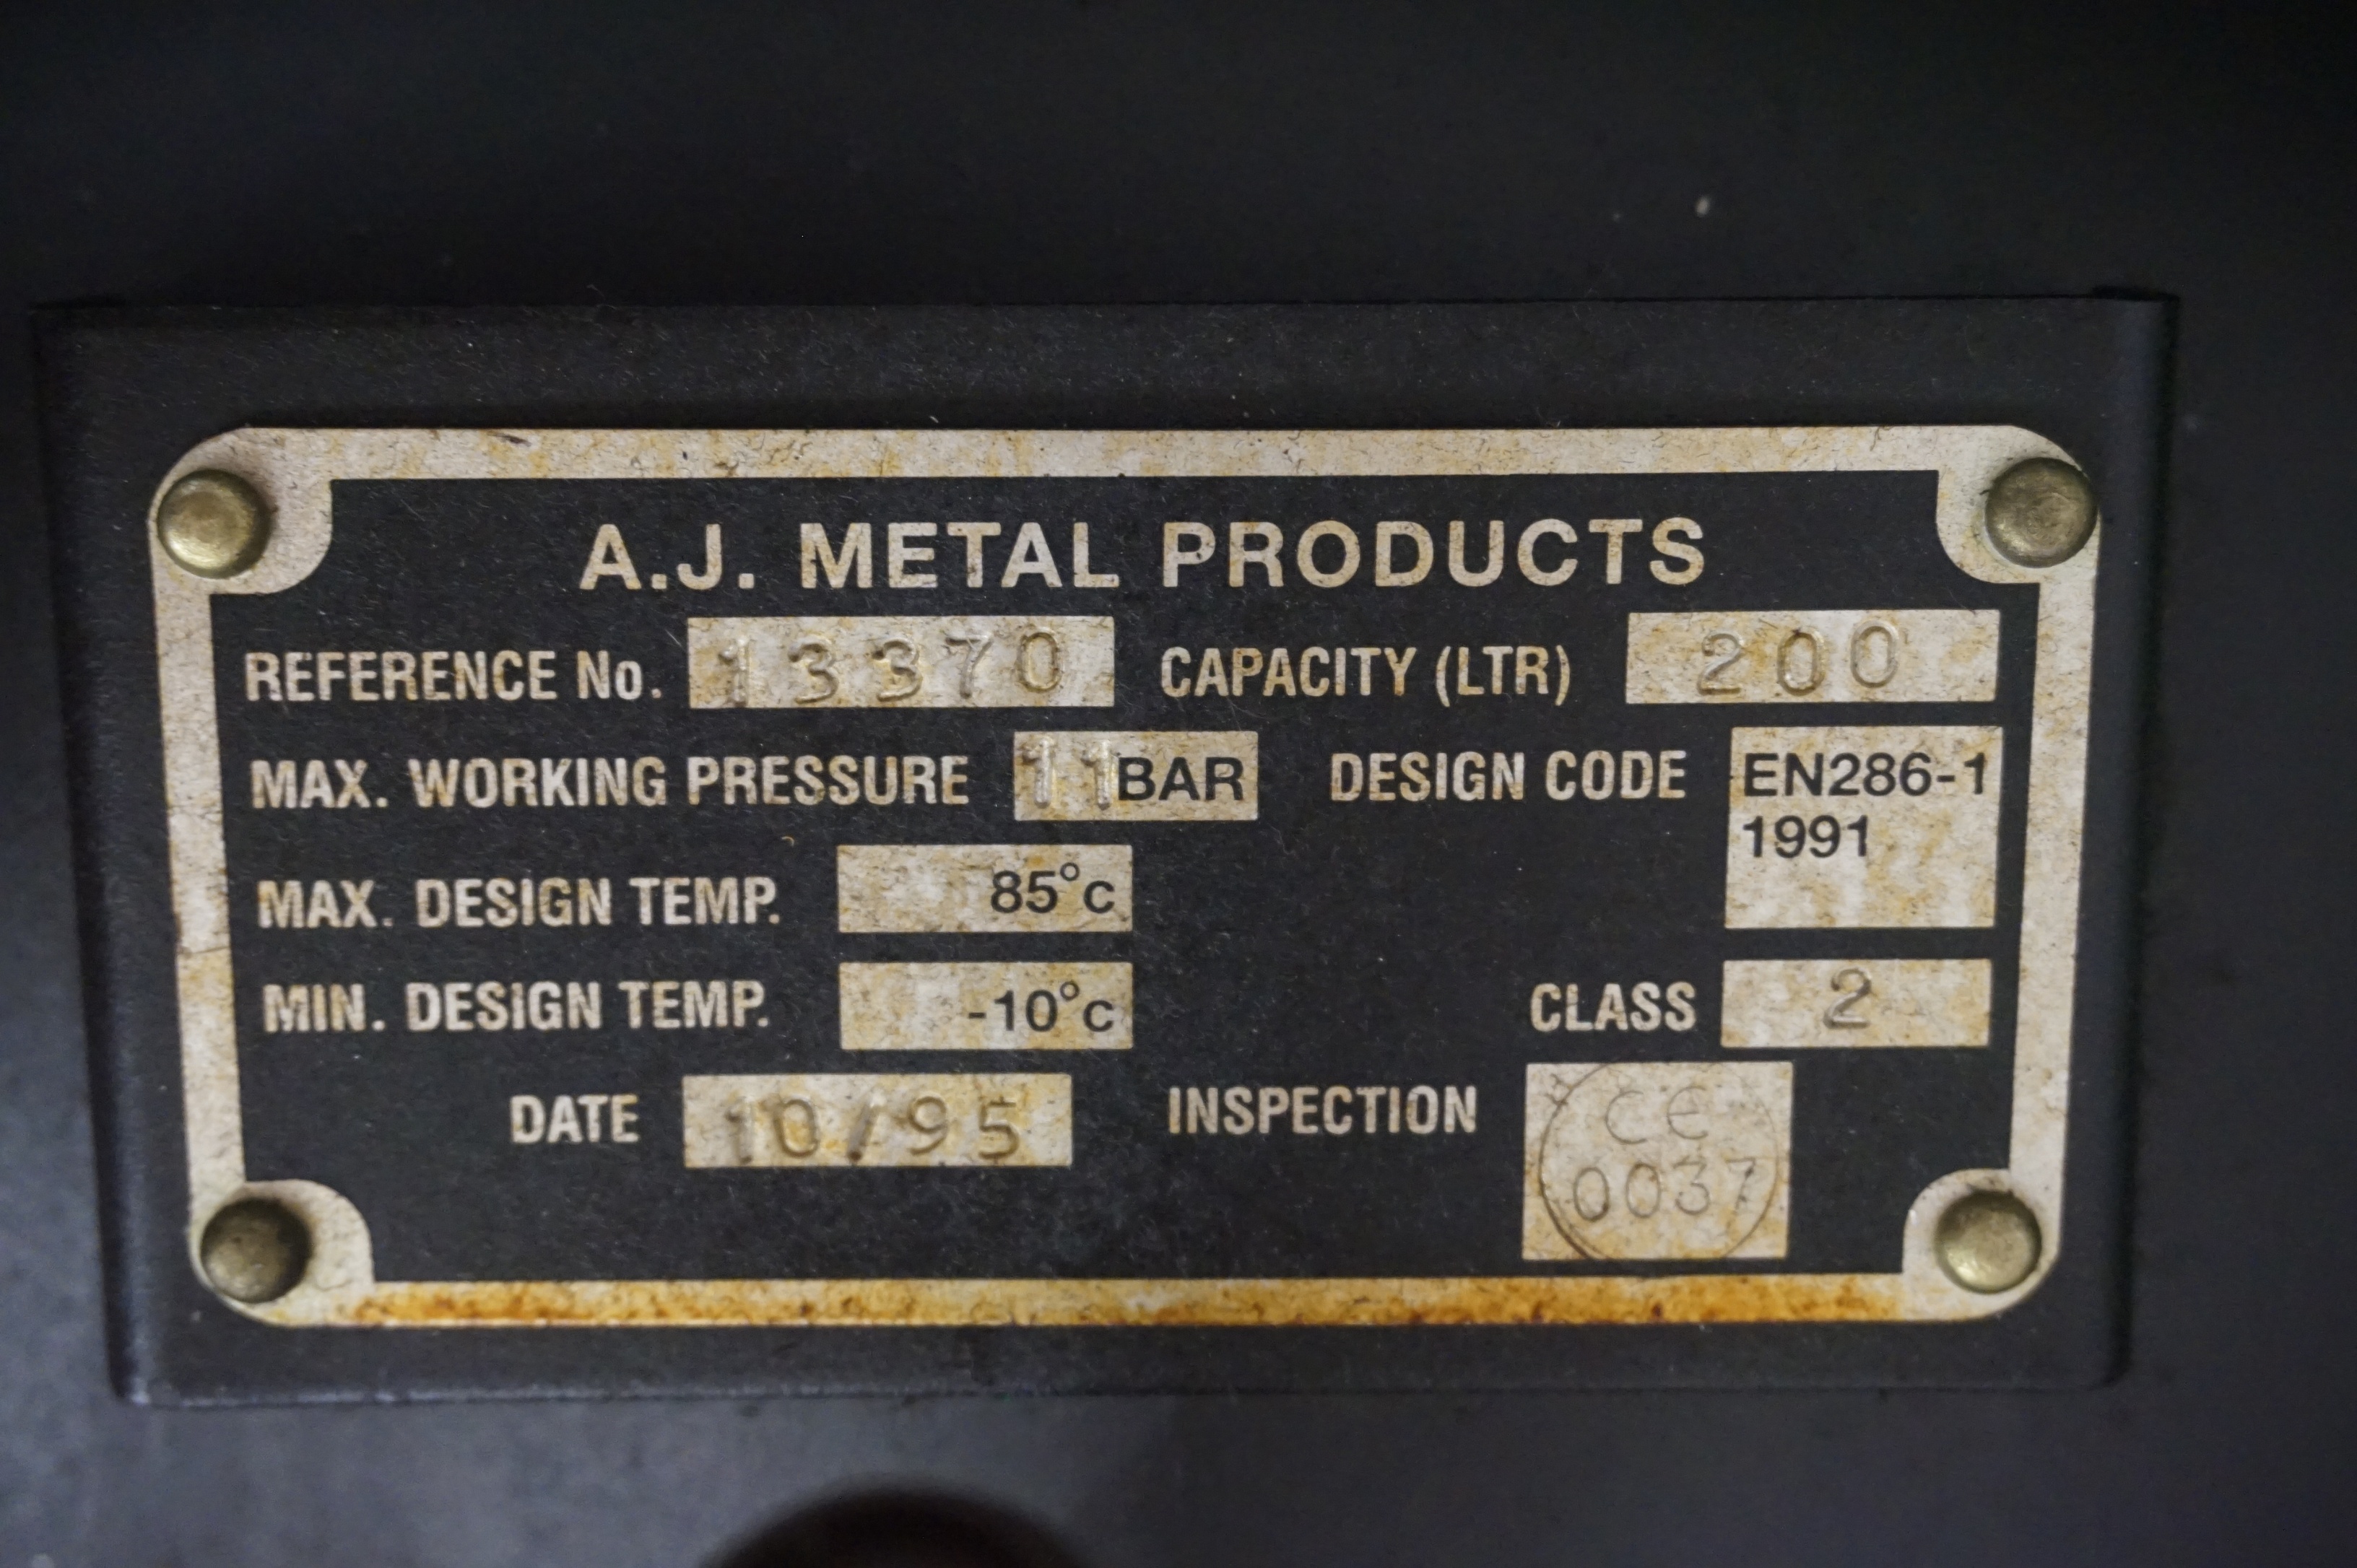 A.J. METAL PRODUCTS
REFERENCE No. 13370 CAPACITY (LTR) 200
MAX. WORKING PRESSURE 11 BAR DESIGN CODE EN286-1
1991
MAX. DESIGN TEMP. 85°c
MIN. DESIGN TEMP. -10°c CLASS 2
DATE 10/95 INSPECTION CE
0037